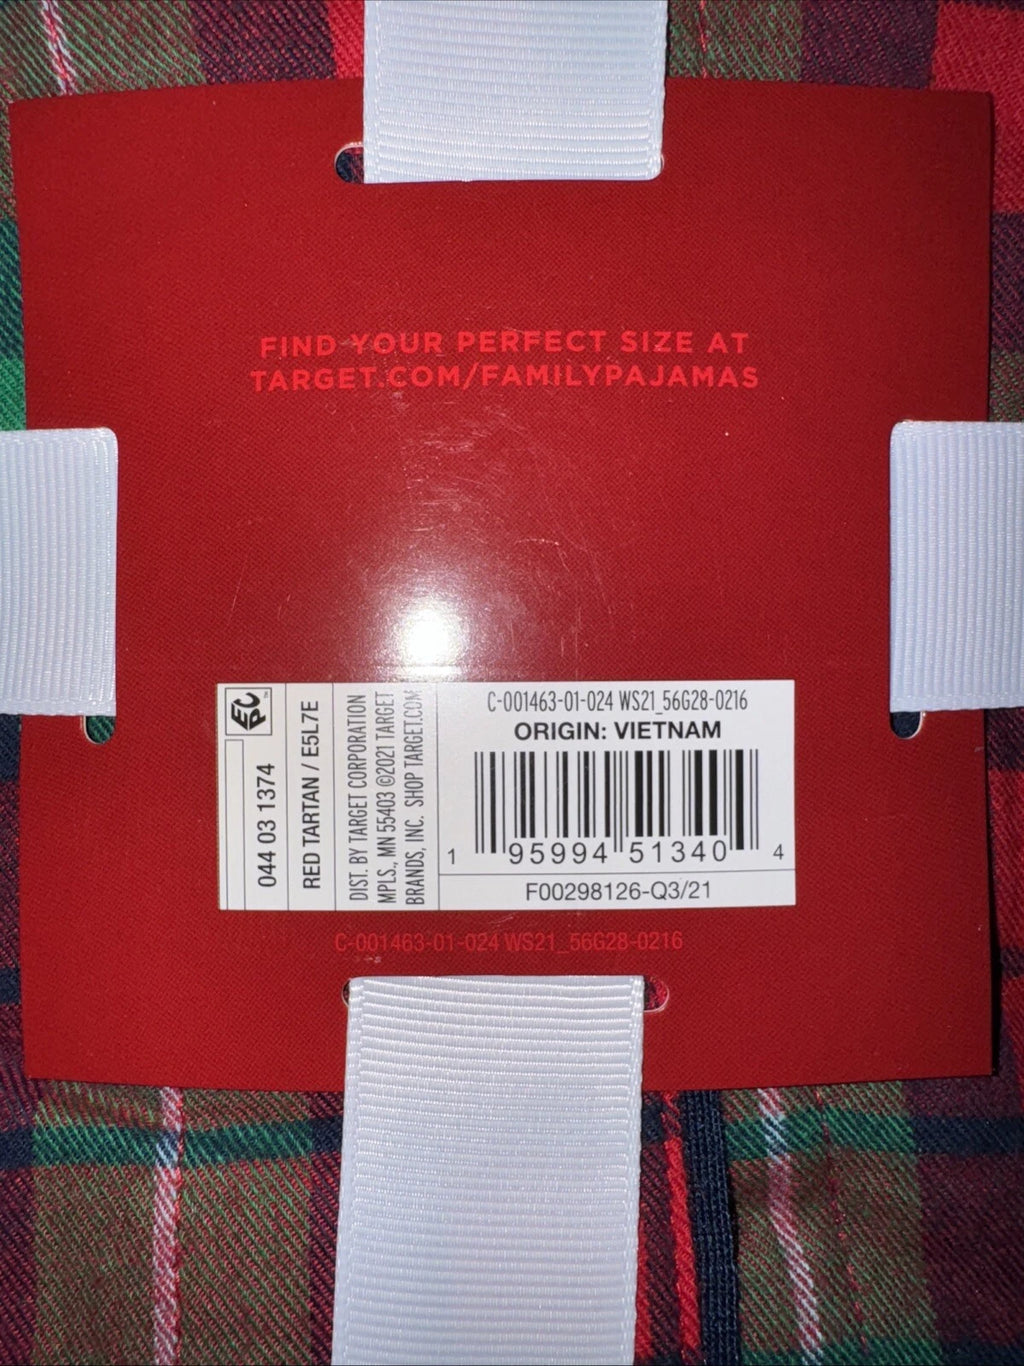 FIND YOUR PERFECT SIZE AT
TARGET.COM/FAMILYPAJAMAS
EPC™
044 03 1374
RED TARTAN / E5L7E
DIST. BY TARGET CORPORATION
MPLS., MN 55403 ©2021 TARGET
BRANDS, INC. SHOP TARGET.COM
C-001463-01-024 WS21_56G28-0216
ORIGIN: VIETNAM
1 95994 51340 4
F00298126-Q3/21
C-001463-01-024 WS21_56G28-0216